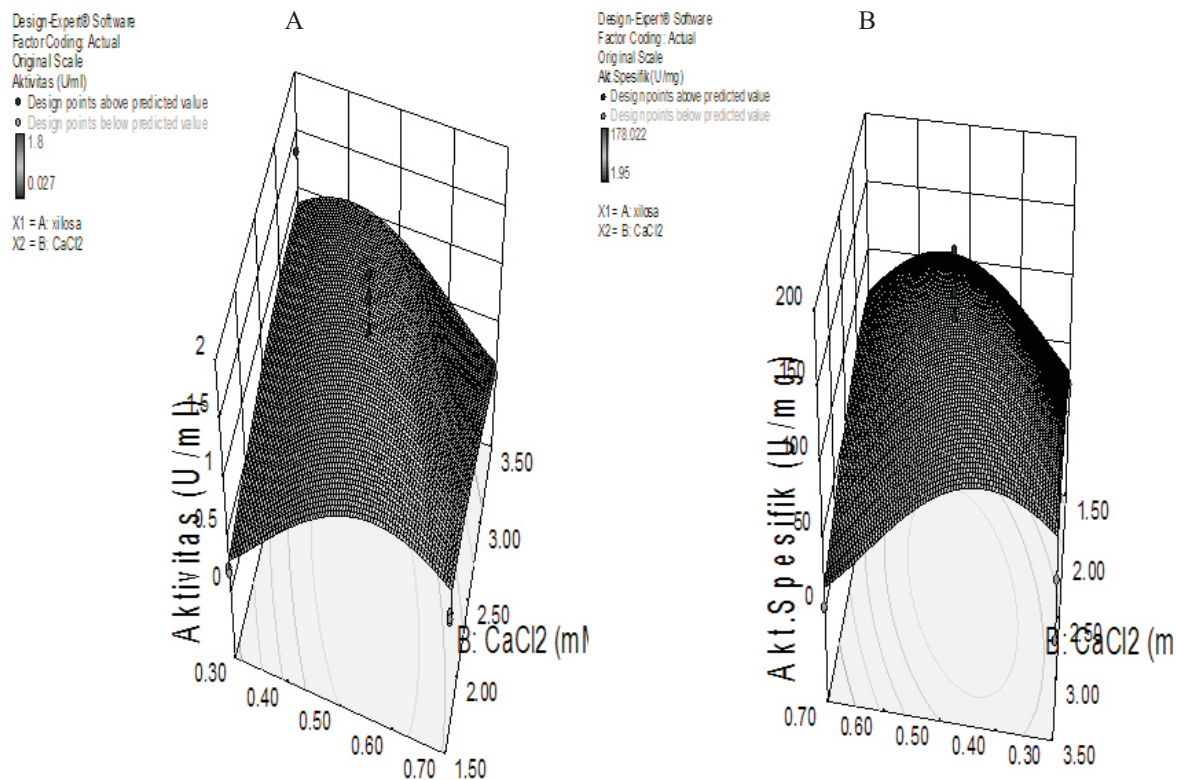 A
Design-Expert® Software
Factor Coding: Actual
Original Scale
Aktivitas (U/ml)
Design points above predicted value
Design points below predicted value
1.8
0.027
X1 = A: xilosa
X2 = B: CaCl2
2
1.5
1
0.5
0
Aktivitas (U/ml)
3.50
3.00
2.50
2.00
1.50
B: CaCl2 (mM
0.30
0.40
0.50
0.60
0.70
B
Design-Expert® Software
Factor Coding: Actual
Original Scale
Akt.Spesifik (U/mg)
Design points above predicted value
Design points below predicted value
178.022
1.95
X1 = A: xilosa
X2 = B: CaCl2
200
150
100
50
0
Akt.Spesifik (U/mg)
1.50
2.00
2.50
3.00
3.50
B: CaCl2 (m
0.70
0.60
0.50
0.40
0.30